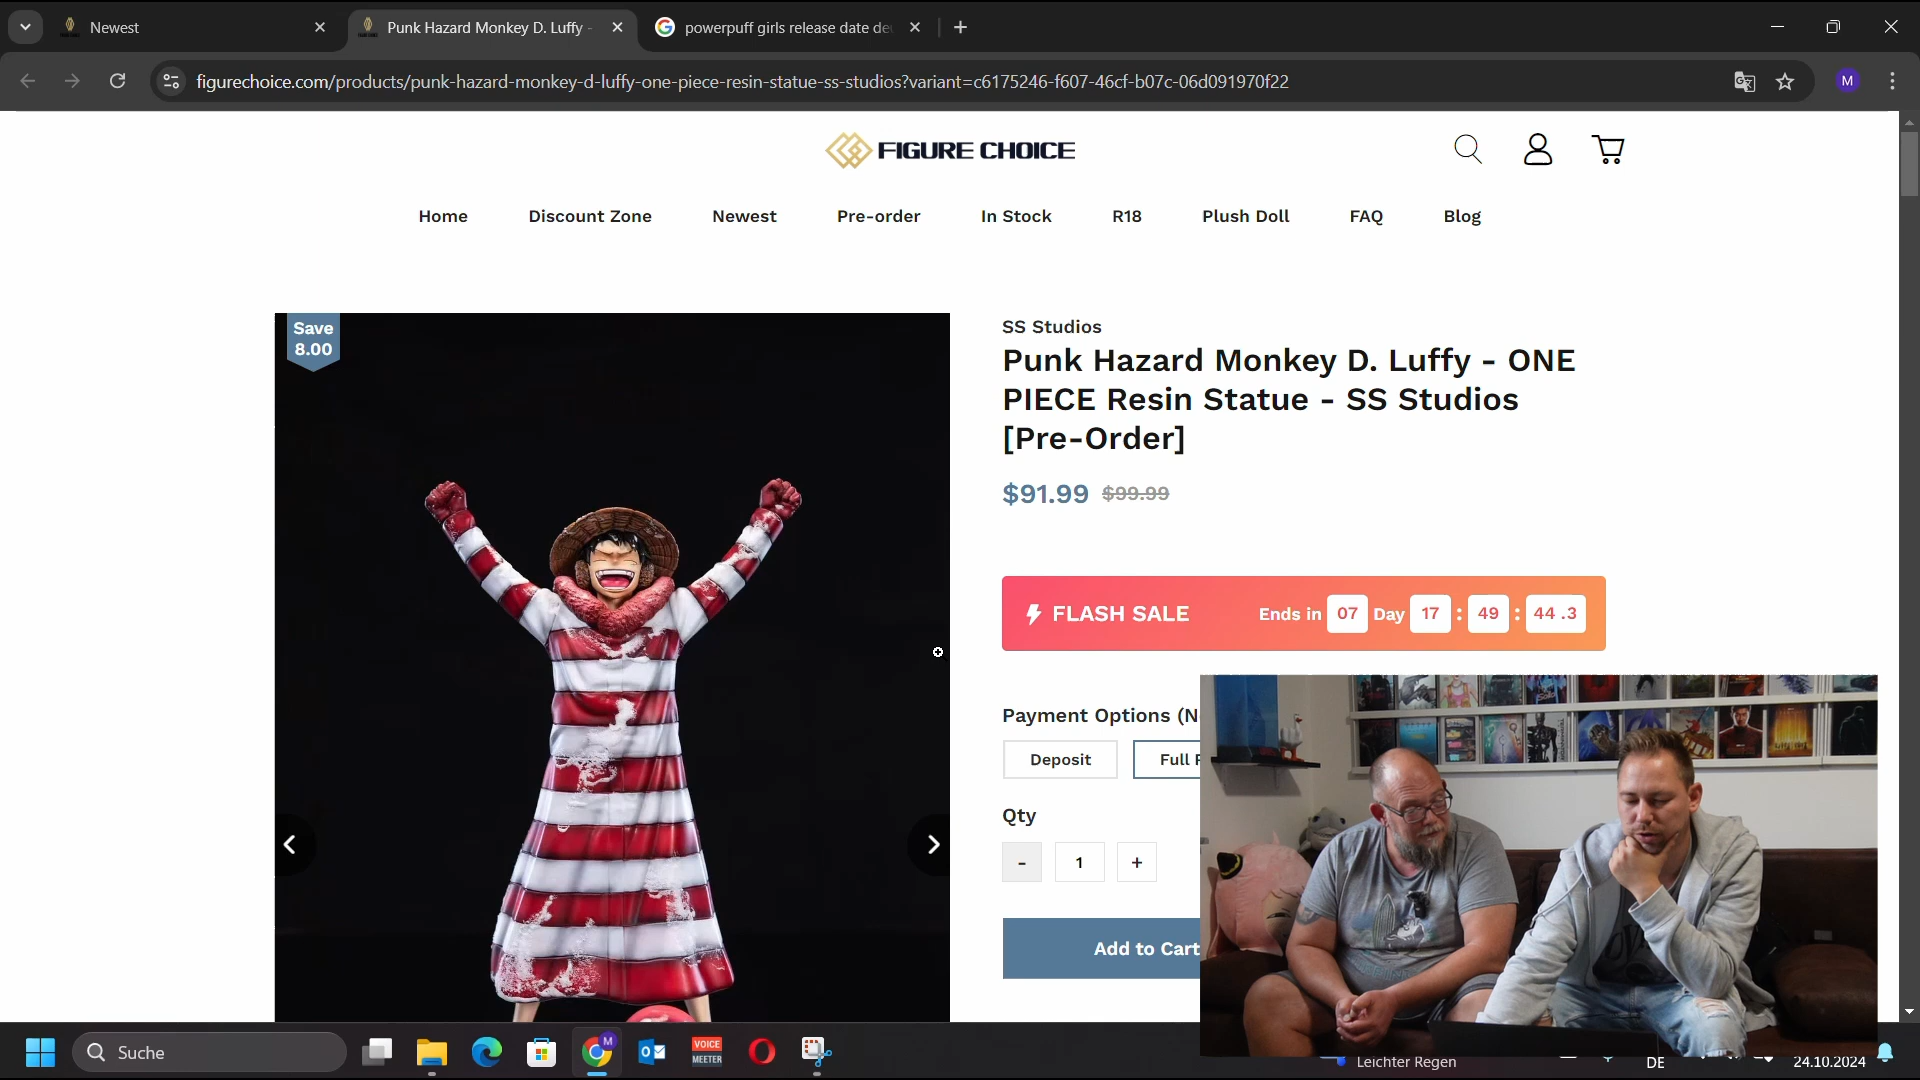 Newest
Punk Hazard Monkey D. Luffy -
powerpuff girls release date de
figurechoice.com/products/punk-hazard-monkey-d-luffy-one-piece-resin-statue-ss-studios?variant=c6175246-f607-46cf-b07c-06d091970f22
M
FIGURE CHOICE
Home Discount Zone Newest Pre-order In Stock R18 Plush Doll FAQ Blog
Save
8.00
SS Studios
Punk Hazard Monkey D. Luffy - ONE
PIECE Resin Statue - SS Studios
[Pre-Order]
$91.99 $99.99
FLASH SALE Ends in 07 Day 17 : 49 : 44 .3
Payment Options (N
Deposit Full
Qty
- 1 +
Add to Cart
Suche
M
VOICE
MEETER
Leichter Regen
DE
24.10.2024